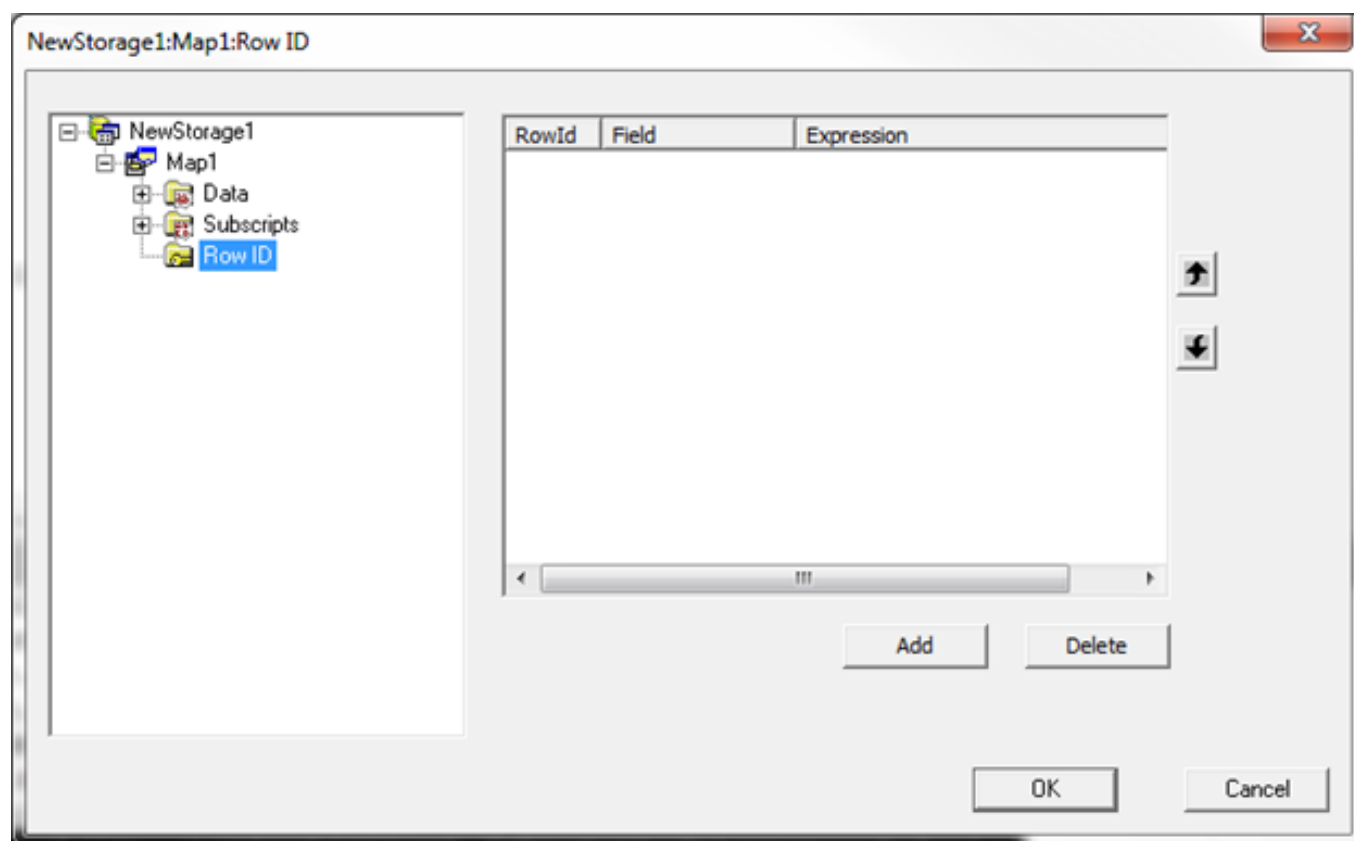 NewStorage1:Map1:Row ID
NewStorage1
Map1
Data
Subscripts
Row ID
RowId Field Expression
Add Delete
OK Cancel